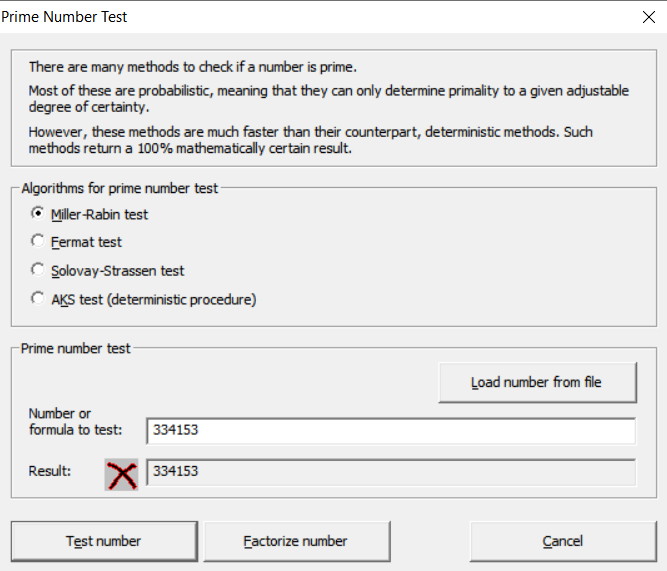 Prime Number Test
There are many methods to check if a number is prime.
Most of these are probabilistic, meaning that they can only determine primality to a given adjustable
degree of certainty.
However, these methods are much faster than their counterpart, deterministic methods. Such
methods return a 100% mathematically certain result.
Algorithms for prime number test
Miller-Rabin test
Fermat test
Solovay-Strassen test
AKS test (deterministic procedure)
Prime number test
Load number from file
Number or
formula to test:
334153
Result:
334153
Test number
Factorize number
Cancel